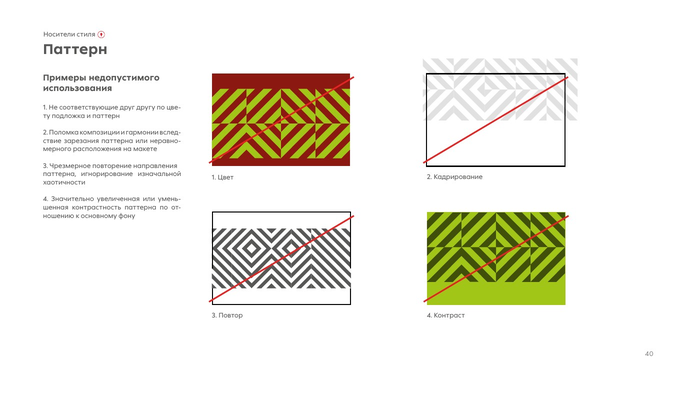 Носители стиля
Паттерн
Примеры недопустимого
использования
1. Не соответствующие друг другу по цве-
ту подложка и паттерн
2. Поломка композиции и гармонии вслед-
ствие зарезания паттерна или неравно-
мерного расположения на макете
3. Чрезмерное повторение направления
паттерна, игнорирование изначальной
хаотичности
4. Значительно увеличенная или умень-
шенная контрастность паттерна по от-
ношению к основному фону
1. Цвет
2. Кадрирование
3. Повтор
4. Контраст
40